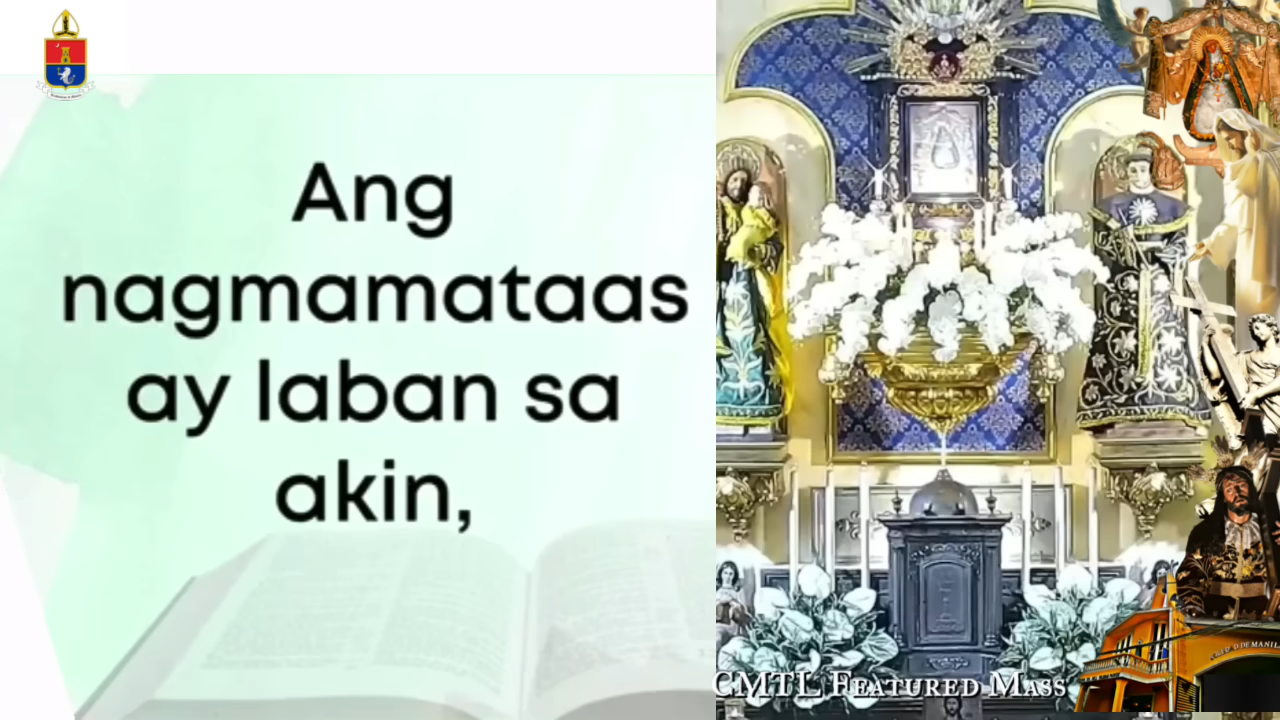 Ang
nagmamataas
ay laban sa
akin,
CMTL Featured Mass